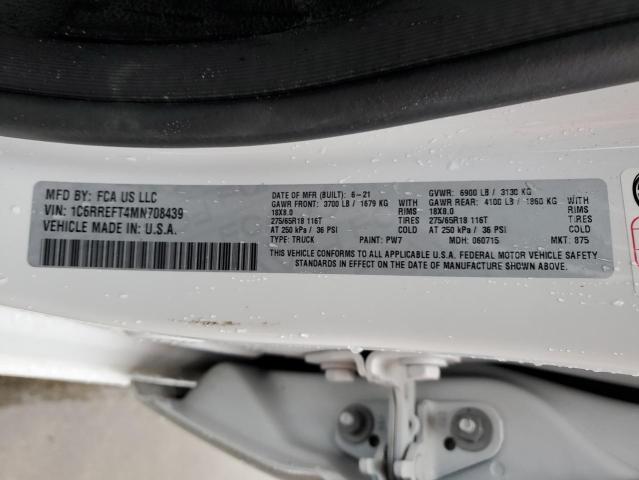 MFD BY: FCA US LLC
VIN: 1C6RREFT4MN708439
VEHICLE MADE IN: U.S.A.
DATE OF MFR (BUILT): 6-21 GVWR: 6900 LB / 3130 KG
GAWR FRONT: 3700 LB / 1679 KG WITH GAWR REAR: 4100 LB / 1860 KG WITH
18X8.0 RIMS 18X8.0 RIMS
275/65R18 116T TIRES 275/65R18 116T TIRES
AT 250 kPa / 36 PSI COLD AT 250 kPa / 36 PSI COLD
TYPE: TRUCK PAINT: PW7 MDH: 060715 MKT: 875
THIS VEHICLE CONFORMS TO ALL APPLICABLE U.S.A. FEDERAL MOTOR VEHICLE SAFETY
STANDARDS IN EFFECT ON THE DATE OF MANUFACTURE SHOWN ABOVE.